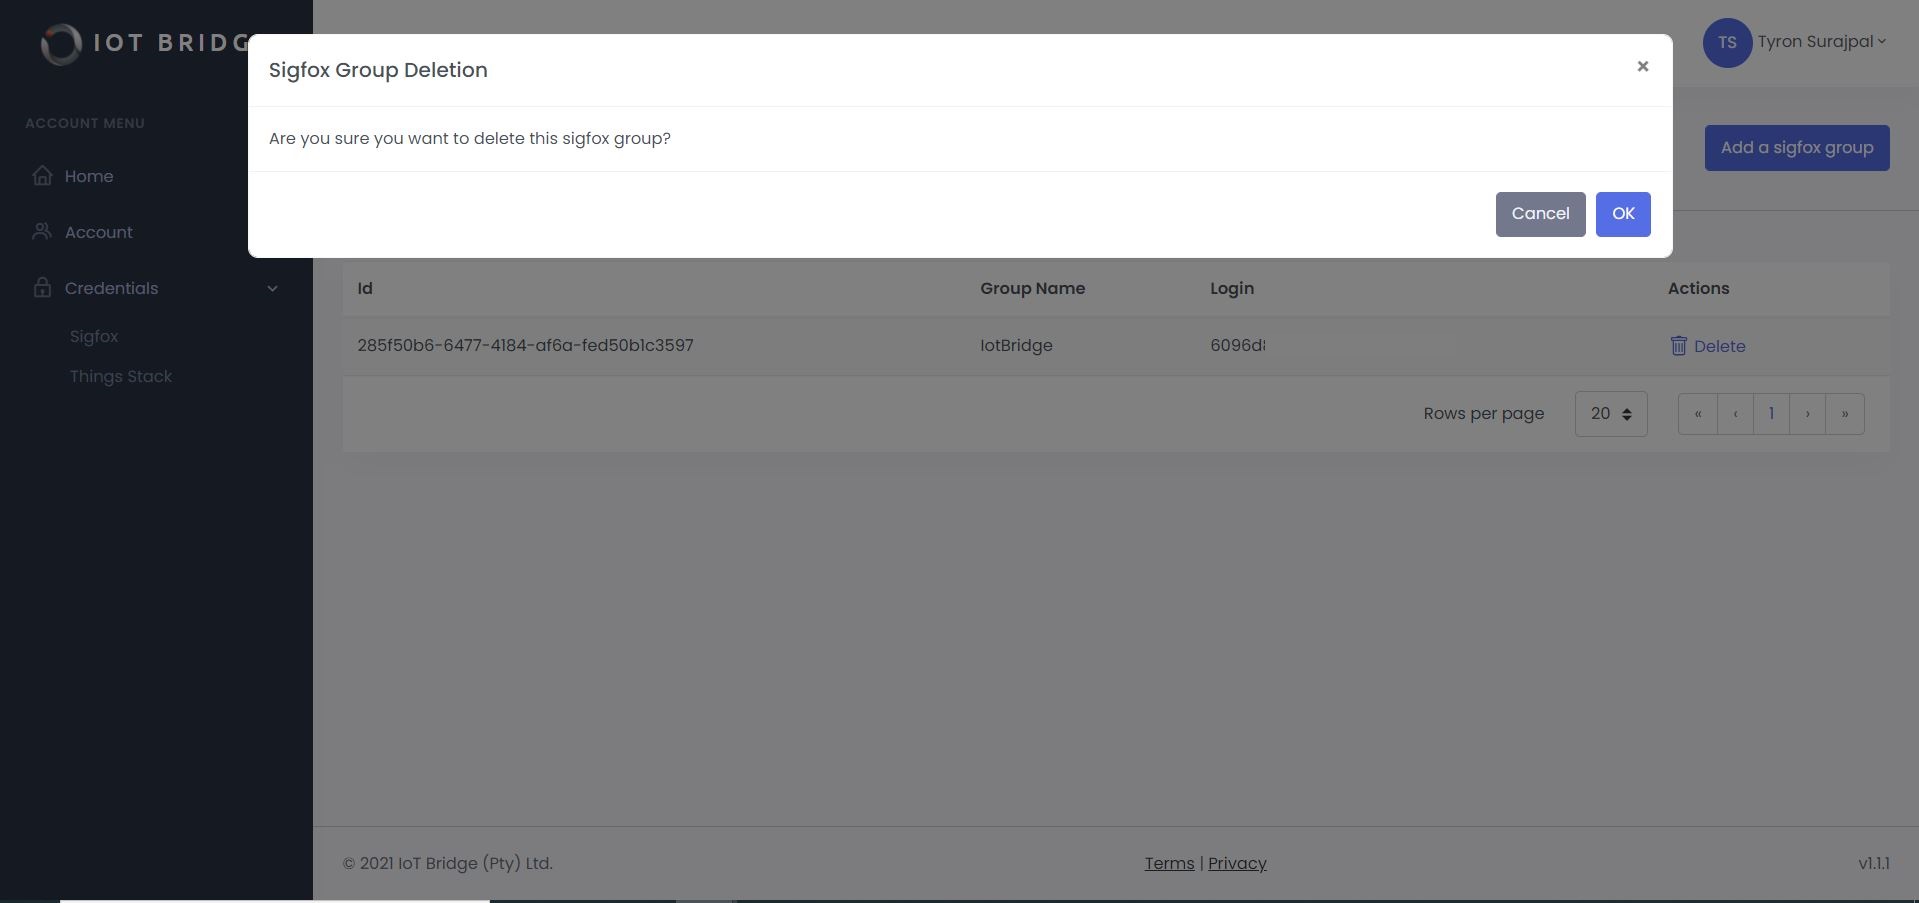 IOT BRIDG
TS
Tyron Surajpal
Sigfox Group Deletion
×
Are you sure you want to delete this sigfox group?
Cancel
OK
ACCOUNT MENU
Home
Account
Credentials
Sigfox
Things Stack
Add a sigfox group
Id Group Name Login Actions
285f50b6-6477-4184-af6a-fed50b1c3597 IotBridge 6096d Delete
Rows per page 20 « ‹ 1 › »
© 2021 IoT Bridge (Pty) Ltd.
Terms | Privacy
v1.1.1